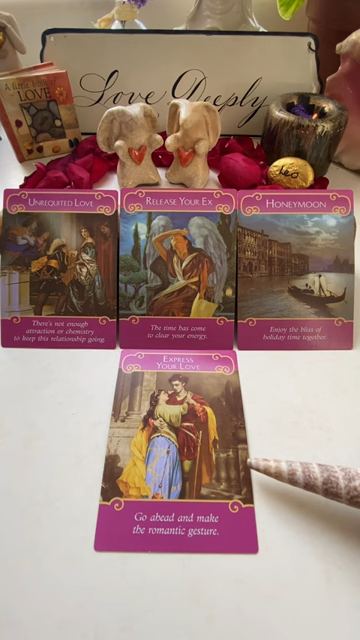 Love Deeply
A little
LOVE
Leo
UNREQUITED LOVE
There's not enough
attraction or chemistry
to keep this relationship going.
RELEASE YOUR EX
The time has come
to clear your energy.
HONEYMOON
Enjoy the bliss of
holiday time together!
EXPRESS
YOUR LOVE
Go ahead and make
the romantic gesture.